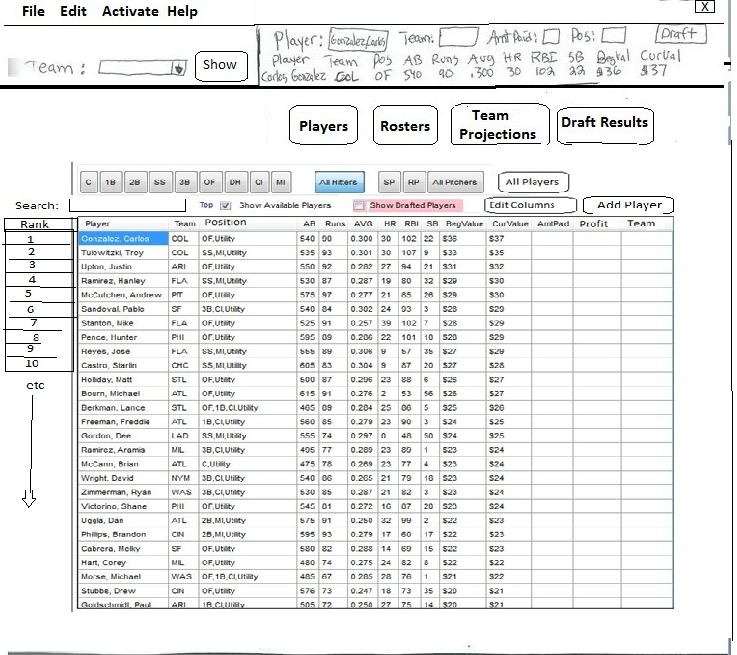 File Edit Activate Help X
Player: Gonzalez, Carlos Team: Amt Paid: Pos: Draft
Player Team Pos AB Runs Avg HR RBI SB BegVal CurVal
Carlos Gonzalez COL OF 540 90 .300 30 102 22 $36 $37
Team: Show
Players Rosters Team Projections Draft Results
C 1B 2B SS 3B OF DH CI MI All Hitters SP RP All Pitchers All Players
Search: Top Show Available Players Show Drafted Players Edit Columns Add Player
Rank Player Team Position AB Runs AVG HR RBI SB BegValue CurValue AmtPaid Profit Team
1 Gonzalez, Carlos COL OF,Utility 540 90 0.300 30 102 22 $36 $37
2 Tulowitzki, Troy COL SS,MI,Utility 535 93 0.301 30 107 9 $33 $35
3 Upton, Justin ARI OF,Utility 550 92 0.282 27 94 21 $31 $32
4 Ramirez, Hanley FLA SS,MI,Utility 530 87 0.287 19 80 32 $29 $30
5 McCutchen, Andrew PIT OF,Utility 575 97 0.277 21 85 26 $29 $30
6 Sandoval, Pablo SF 3B,CI,Utility 540 84 0.302 24 93 3 $28 $29
7 Stanton, Mike FLA OF,Utility 525 91 0.257 39 102 7 $28 $29
8 Pence, Hunter PHI OF,Utility 595 89 0.286 22 101 10 $28 $29
9 Reyes, Jose FLA SS,MI,Utility 555 89 0.306 9 57 35 $27 $29
10 Castro, Starlin CHC SS,MI,Utility 605 83 0.304 9 87 20 $27 $28
etc Holliday, Matt STL OF,Utility 500 87 0.296 23 88 6 $26 $27
Bourn, Michael ATL OF,Utility 615 91 0.276 2 53 56 $26 $27
Berkman, Lance STL OF,1B,CI,Utility 465 89 0.284 25 86 5 $25 $26
Freeman, Freddie ATL 1B,CI,Utility 560 85 0.279 23 90 3 $24 $25
Gordon, Dee LAD SS,MI,Utility 555 74 0.297 0 48 50 $24 $25
Ramirez, Aramis MIL 3B,CI,Utility 495 77 0.289 23 89 1 $23 $24
McCann, Brian ATL C,Utility 475 78 0.269 23 77 4 $23 $24
Wright, David NYM 3B,CI,Utility 540 86 0.265 21 79 18 $23 $24
Zimmerman, Ryan WAS 3B,CI,Utility 530 85 0.287 21 82 3 $23 $24
Victorino, Shane PHI OF,Utility 545 81 0.272 16 67 20 $23 $24
Uggla, Dan ATL 2B,MI,Utility 575 91 0.250 32 99 2 $22 $23
Phillips, Brandon CIN 2B,MI,Utility 595 93 0.279 17 60 17 $22 $23
Cabrera, Melky SF OF,Utility 580 82 0.288 14 69 15 $22 $23
Hart, Corey MIL OF,Utility 480 74 0.275 24 82 8 $22 $22
Morse, Michael WAS OF,1B,CI,Utility 485 67 0.285 28 76 1 $21 $22
Stubbs, Drew CIN OF,Utility 576 73 0.247 18 73 35 $20 $21
Goldschmidt, Paul ARI 1B,CI,Utility 505 72 0.250 27 75 14 $20 $21